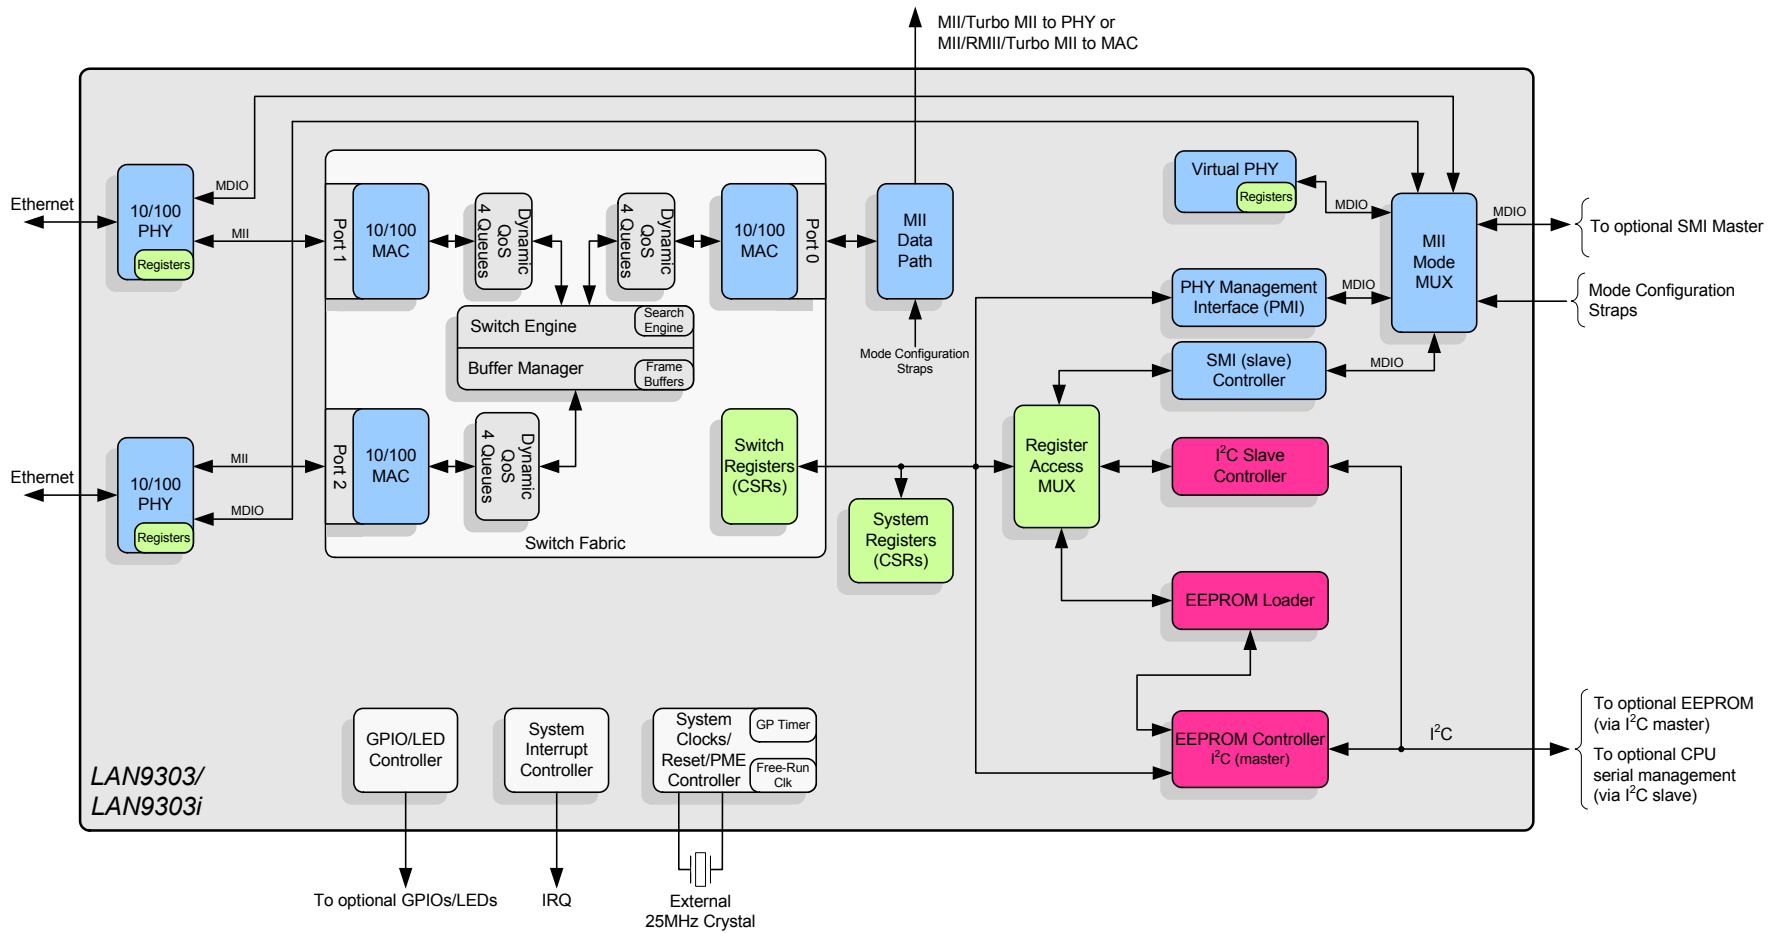 MII/Turbo MII to PHY or
MII/RMII/Turbo MII to MAC
Ethernet
10/100
PHY
Registers
MDIO
MII
Port 1
10/100
MAC
Dynamic
QoS
4 Queues
Dynamic
QoS
4 Queues
10/100
MAC
Port 0
MII
Data
Path
Mode Configuration
Straps
Switch Engine
Search
Engine
Buffer Manager
Frame
Buffers
Ethernet
10/100
PHY
Registers
MII
MDIO
Port 2
10/100
MAC
Dynamic
QoS
4 Queues
Switch
Registers
(CSRs)
Switch Fabric
System
Registers
(CSRs)
Virtual PHY
Registers
MDIO
MII
Mode
MUX
MDIO
To optional SMI Master
Mode Configuration
Straps
PHY Management
Interface (PMI)
MDIO
SMI (slave)
Controller
MDIO
Register
Access
MUX
I²C Slave
Controller
EEPROM Loader
EEPROM Controller
I²C (master)
I²C
To optional EEPROM
(via I²C master)
To optional CPU
serial management
(via I²C slave)
LAN9303/
LAN9303i
GPIO/LED
Controller
System
Interrupt
Controller
System
Clocks/
Reset/PME
Controller
GP Timer
Free-Run
Clk
To optional GPIOs/LEDs
IRQ
External
25MHz Crystal